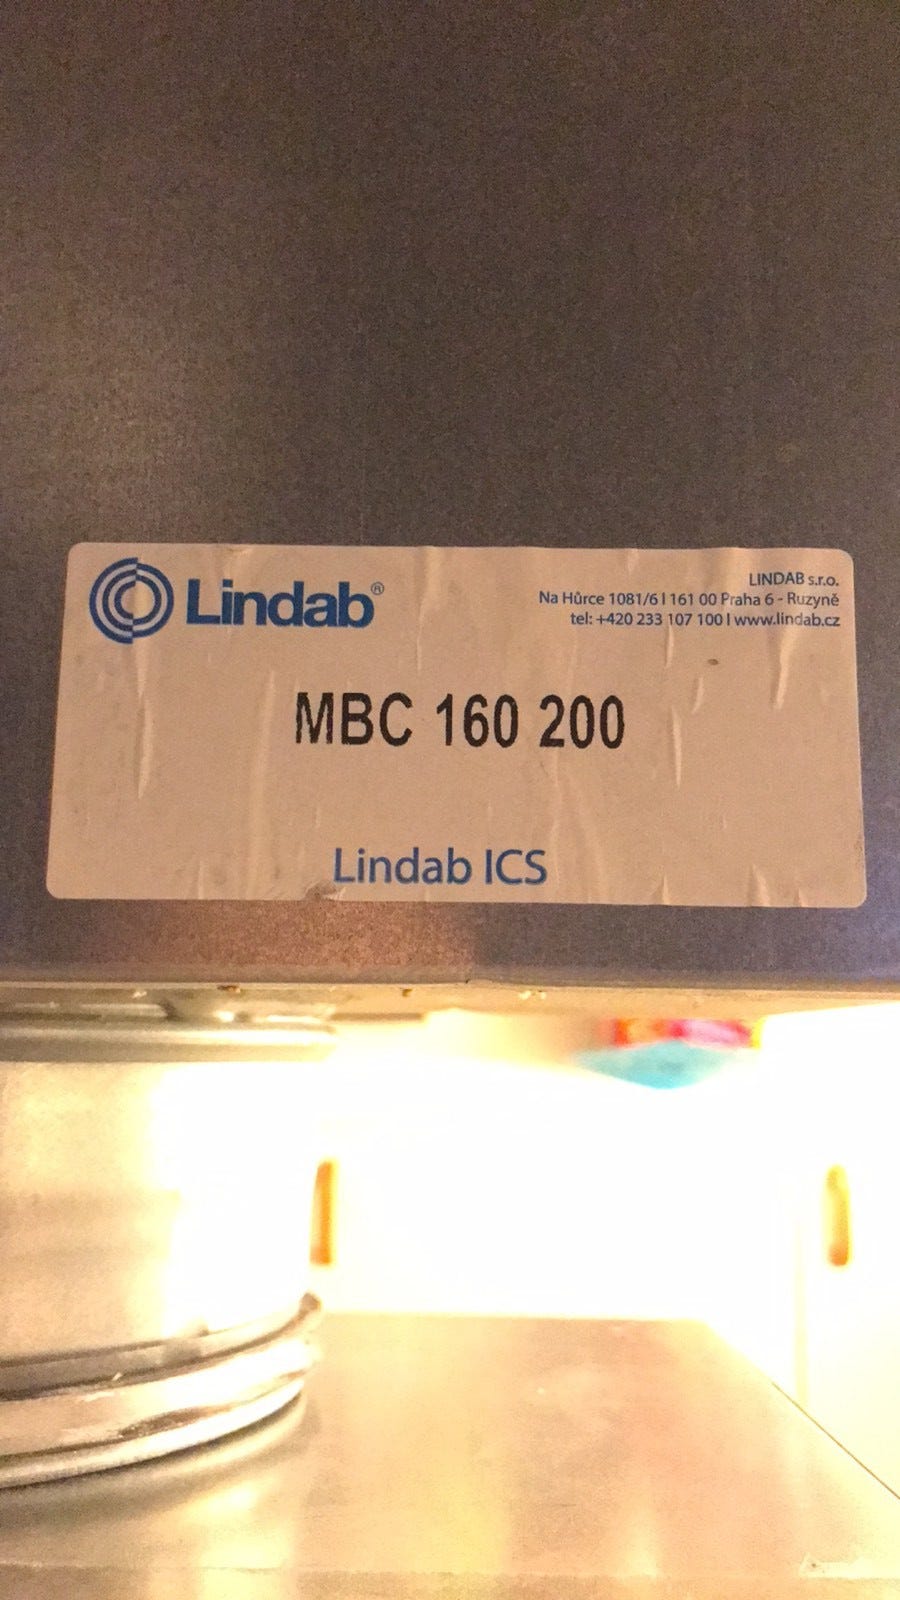 Lindab®
LINDAB s.r.o.
Na Hůrce 1081/6 | 161 00 Praha 6 - Ruzyně
tel: +420 233 107 100 | www.lindab.cz
MBC 160 200
Lindab ICS